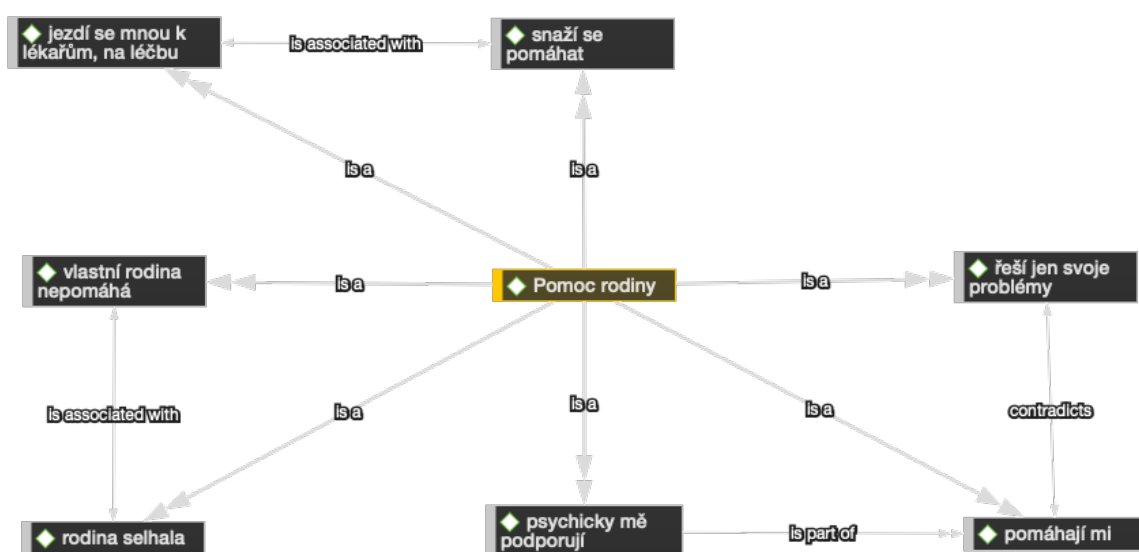 jezdí se mnou k
lékařům, na léčbu
is associated with
snaží se
pomáhat
is a
is a
vlastní rodina
nepomáhá
is a
Pomoc rodiny
is a
řeší jen svoje
problémy
is associated with
is a
is a
is a
contradicts
rodina selhala
psychicky mě
podporují
is part of
pomáhají mi